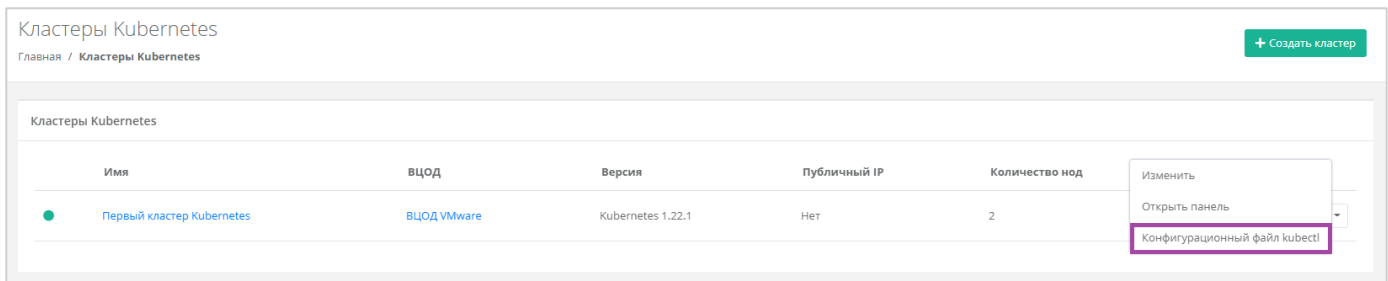 Кластеры Kubernetes
Главная / Кластеры Kubernetes
+ Создать кластер
Кластеры Kubernetes
Имя ВЦОД Версия Публичный IP Количество нод
Первый кластер Kubernetes ВЦОД VMware Kubernetes 1.22.1 Нет 2
Изменить
Открыть панель
Конфигурационный файл kubectl